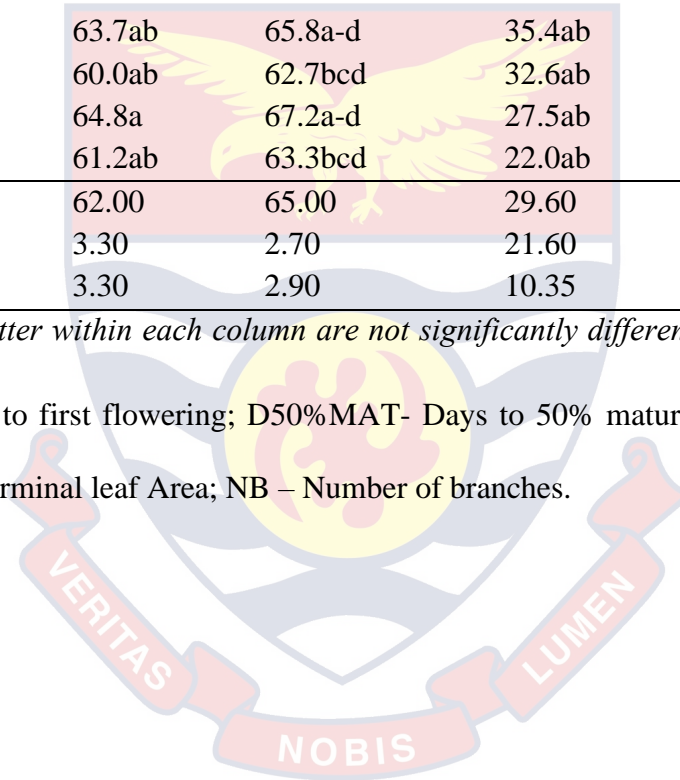 63.7ab 65.8a-d 35.4ab
60.0ab 62.7bcd 32.6ab
64.8a 67.2a-d 27.5ab
61.2ab 63.3bcd 22.0ab
62.00 65.00 29.60
3.30 2.70 21.60
3.30 2.90 10.35
tter within each column are not significantly differen
to first flowering; D50%MAT- Days to 50% matur
rminal leaf Area; NB – Number of branches.
VERITAS
NOBIS
LUMEN